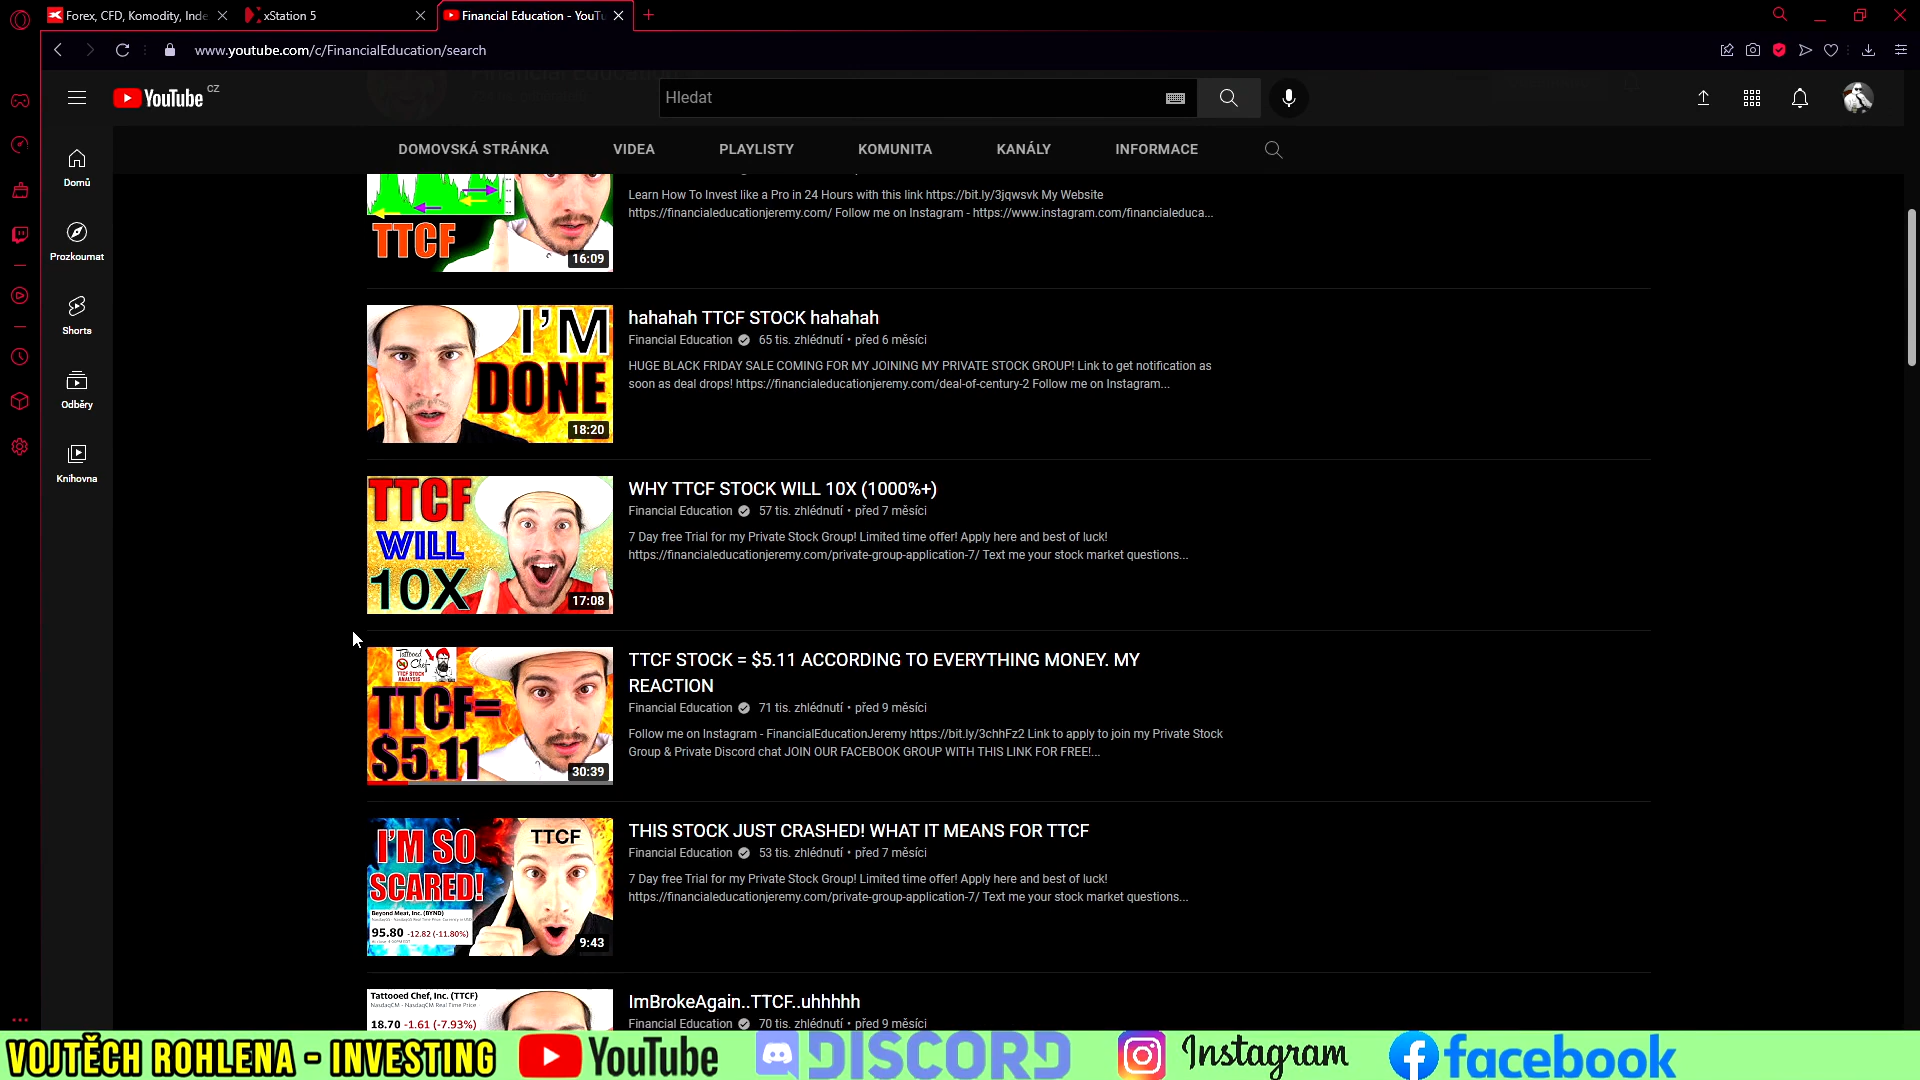 Forex, CFD, Komodity, Inde
xStation 5
Financial Education - YouTu
www.youtube.com/c/FinancialEducation/search
YouTube CZ
Hledat
DOMOVSKÁ STRÁNKA
VIDEA
PLAYLISTY
KOMUNITA
KANÁLY
INFORMACE
Domů
Prozkoumat
Shorts
Odběry
Knihovna
TTCF
16:09
Learn How To Invest like a Pro in 24 Hours with this link https://bit.ly/3jqwsvk My Website
https://financialeducationjeremy.com/ Follow me on Instagram - https://www.instagram.com/financialeduca...
I'M
DONE
18:20
hahahah TTCF STOCK hahahah
Financial Education 65 tis. zhlédnutí • před 6 měsíci
HUGE BLACK FRIDAY SALE COMING FOR MY JOINING MY PRIVATE STOCK GROUP! Link to get notification as
soon as deal drops! https://financialeducationjeremy.com/deal-of-century-2 Follow me on Instagram...
TTCF
WILL
10X
17:08
WHY TTCF STOCK WILL 10X (1000%+)
Financial Education 57 tis. zhlédnutí • před 7 měsíci
7 Day free Trial for my Private Stock Group! Limited time offer! Apply here and best of luck!
https://financialeducationjeremy.com/private-group-application-7/ Text me your stock market questions...
Tattooed
Chef
TTCF STOCK
ANALYSIS
TTCF=
$5.11
30:39
TTCF STOCK = $5.11 ACCORDING TO EVERYTHING MONEY. MY
REACTION
Financial Education 71 tis. zhlédnutí • před 9 měsíci
Follow me on Instagram - FinancialEducationJeremy https://bit.ly/3chhFz2 Link to apply to join my Private Stock
Group & Private Discord chat JOIN OUR FACEBOOK GROUP WITH THIS LINK FOR FREE!...
I'M SO
SCARED!
TTCF
Beyond Meat, Inc. (BYND)
95.80 -12.82 (-11.80%)
9:43
THIS STOCK JUST CRASHED! WHAT IT MEANS FOR TTCF
Financial Education 53 tis. zhlédnutí • před 7 měsíci
7 Day free Trial for my Private Stock Group! Limited time offer! Apply here and best of luck!
https://financialeducationjeremy.com/private-group-application-7/ Text me your stock market questions...
Tattooed Chef, Inc. (TTCF)
NasdaqCM - NasdaqCM Real Time Price
18.70 -1.61 (-7.93%)
ImBrokeAgain..TTCF..uhhhhh
Financial Education 70 tis. zhlédnutí • před 9 měsíci
VOJTĚCH ROHLENA - INVESTING
YouTube
DISCORD
Instagram
facebook